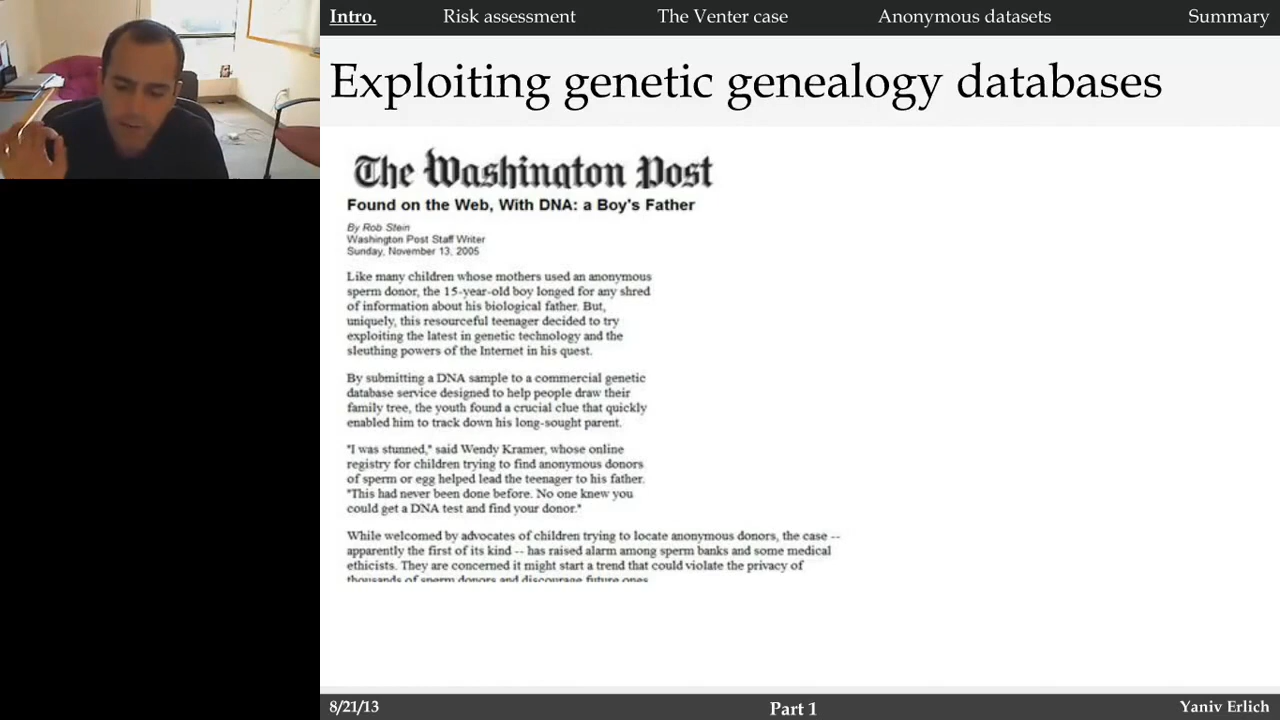 Intro. Risk assessment The Venter case Anonymous datasets Summary
Exploiting genetic genealogy databases
The Washington Post
Found on the Web, With DNA: a Boy's Father
By Rob Stein
Washington Post Staff Writer
Sunday, November 13, 2005
Like many children whose mothers used an anonymous
sperm donor, the 15-year-old boy longed for any shred
of information about his biological father. But,
uniquely, this resourceful teenager decided to try
exploiting the latest in genetic technology and the
sleuthing powers of the Internet in his quest.
By submitting a DNA sample to a commercial genetic
database service designed to help people draw their
family tree, the youth found a crucial clue that quickly
enabled him to track down his long-sought parent.
"I was stunned," said Wendy Kramer, whose online
registry for children trying to find anonymous donors
of sperm or egg helped lead the teenager to his father.
"This had never been done before. No one knew you
could get a DNA test and find your donor."
While welcomed by advocates of children trying to locate anonymous donors, the case --
apparently the first of its kind -- has raised alarm among sperm banks and some medical
ethicists. They are concerned it might start a trend that could violate the privacy of
thousands of sperm donors and discourage future ones.
8/21/13 Part 1 Yaniv Erlich